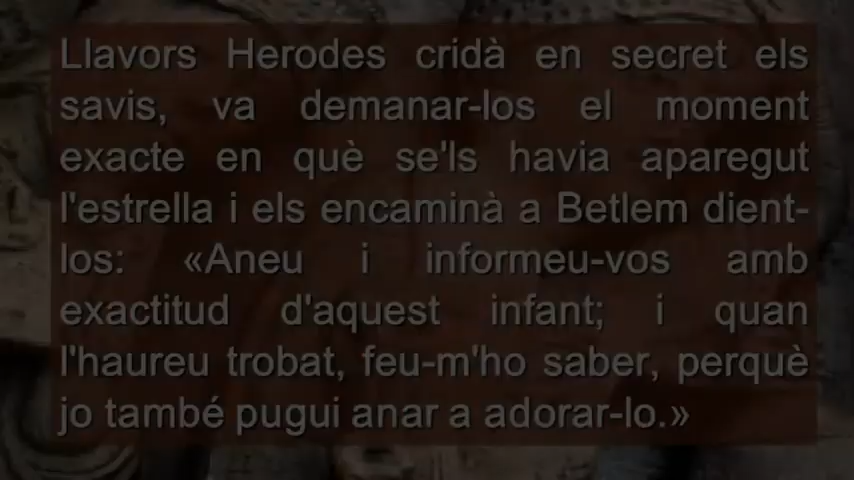 Llavors Herodes cridà en secret els
savis, va demanar-los el moment
exacte en què se'ls havia aparegut
l'estrella i els encaminà a Betlem dient-
los: «Aneu i informeu-vos amb
exactitud d'aquest infant; i quan
l'haureu trobat, feu-m'ho saber, perquè
jo també pugui anar a adorar-lo.»